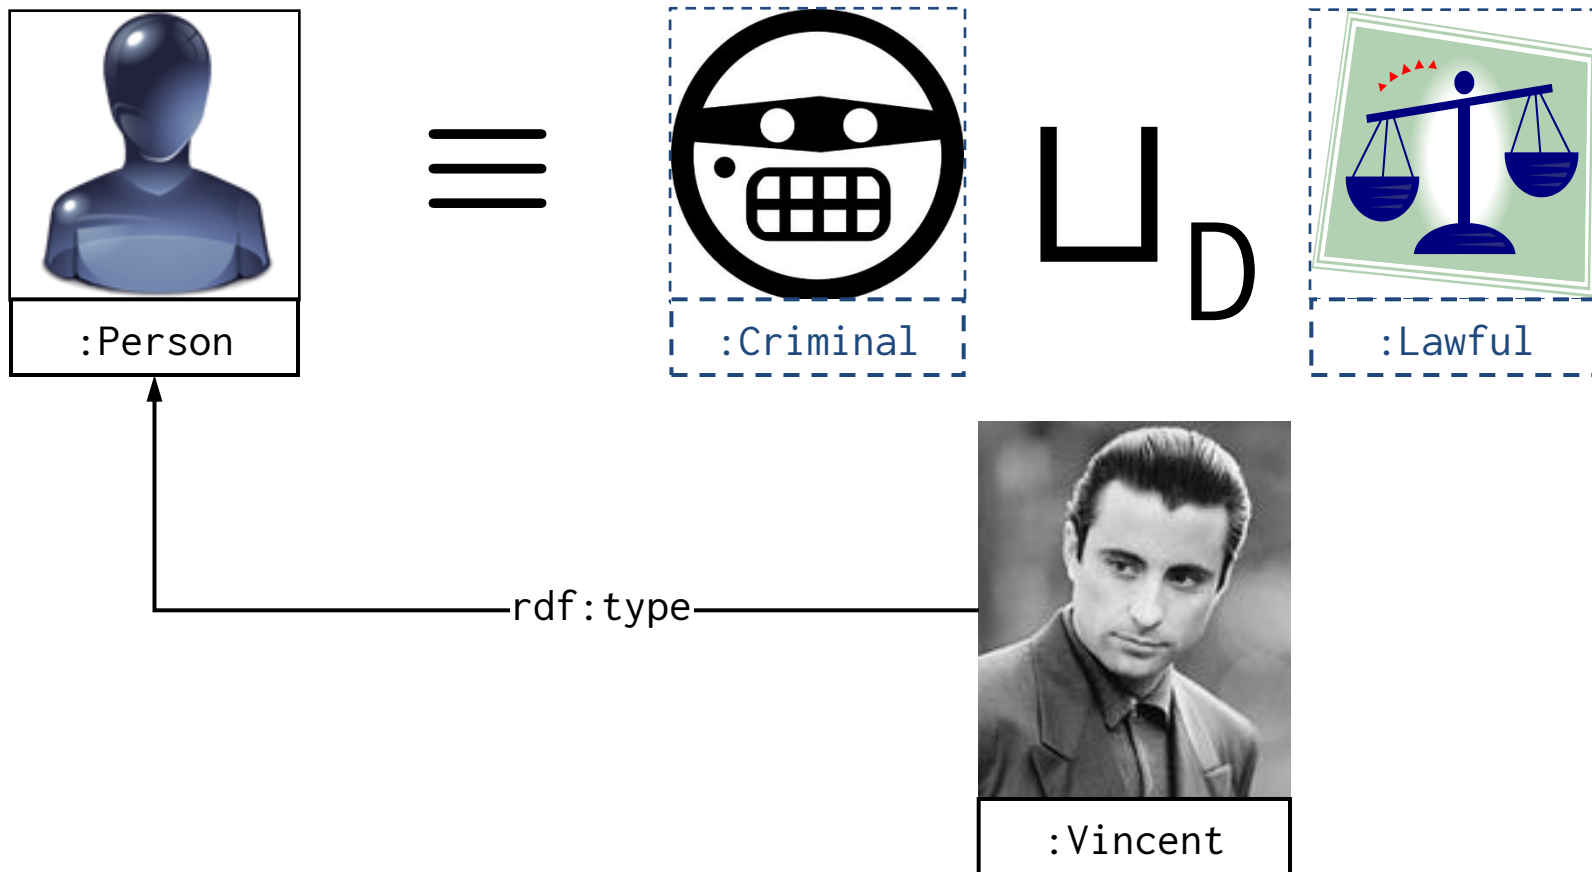 :Person
≡
:Criminal
⊔D
:Lawful
rdf:type
:Vincent